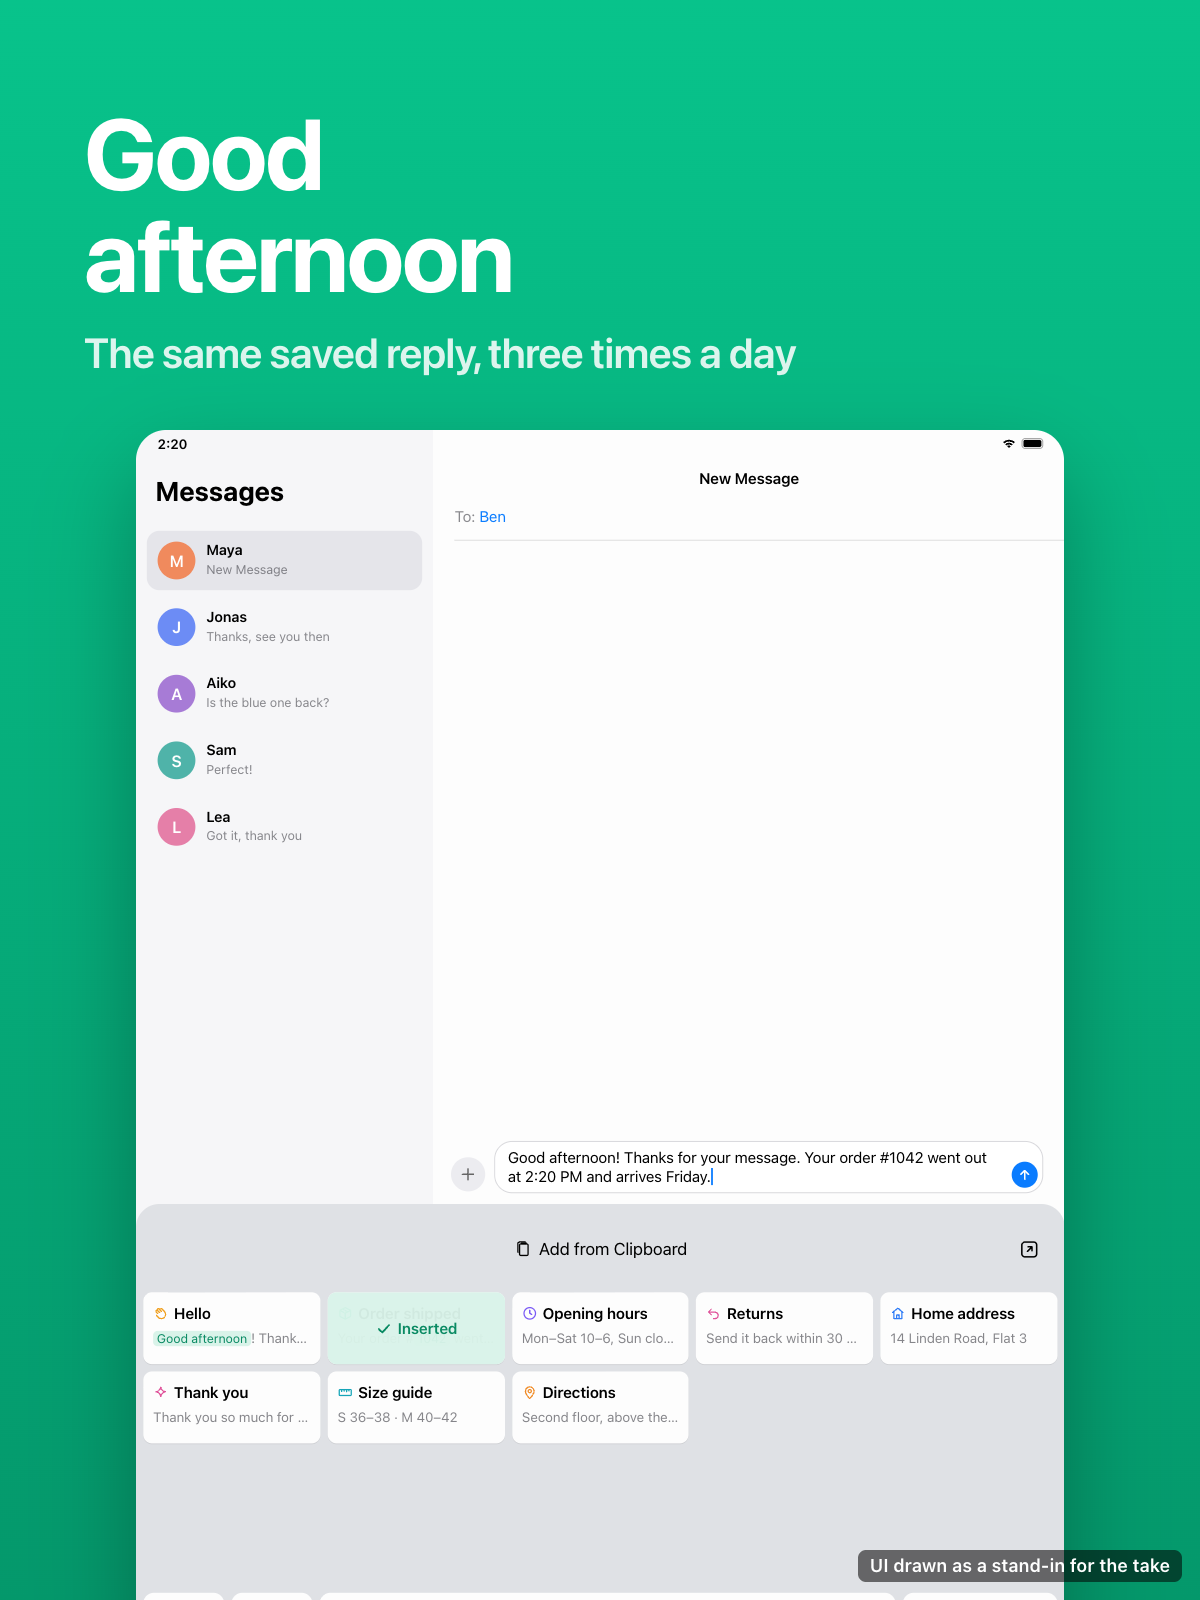 Good
afternoon
The same saved reply, three times a day
2:20
Messages
New Message
To: Ben
M
Maya
New Message
J
Jonas
Thanks, see you then
A
Aiko
Is the blue one back?
S
Sam
Perfect!
L
Lea
Got it, thank you
Good afternoon! Thanks for your message. Your order #1042 went out
at 2:20 PM and arrives Friday.
Add from Clipboard
Hello
Good afternoon ! Thank...
Order shipped
Inserted
Opening hours
Mon–Sat 10–6, Sun clo...
Returns
Send it back within 30 ...
Home address
14 Linden Road, Flat 3
Thank you
Thank you so much for ...
Size guide
S 36–38 · M 40–42
Directions
Second floor, above the...
UI drawn as a stand-in for the take